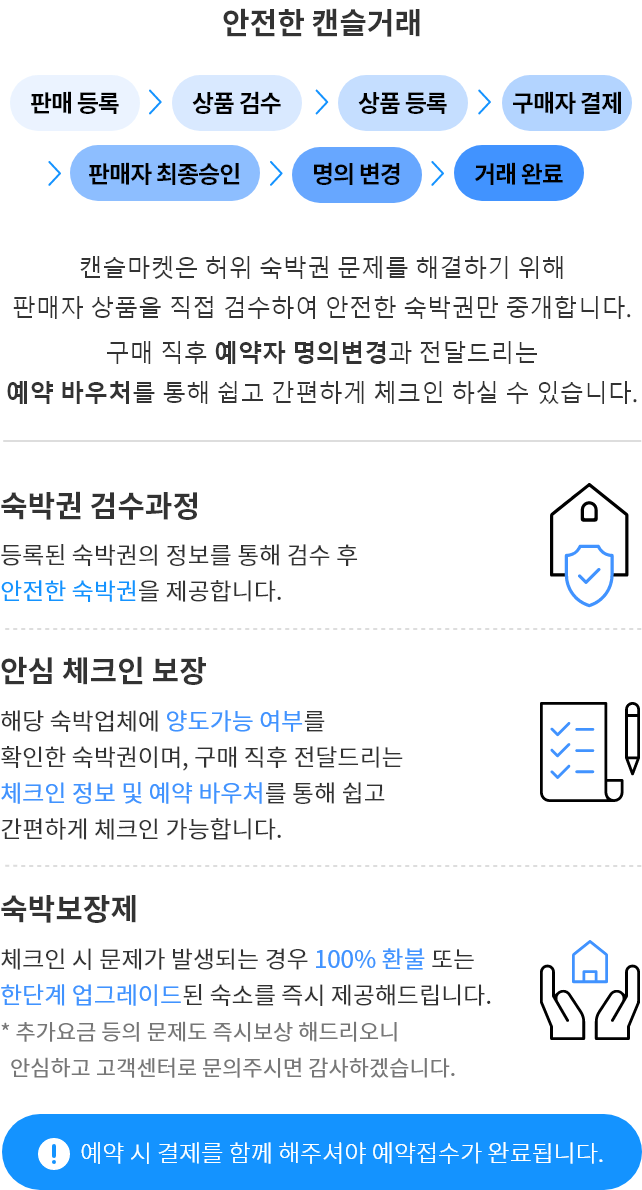 안전한 캔슬거래
판매 등록 > 상품 검수 > 상품 등록 > 구매자 결제
> 판매자 최종승인 > 명의 변경 > 거래 완료
캔슬마켓은 허위 숙박권 문제를 해결하기 위해
판매자 상품을 직접 검수하여 안전한 숙박권만 중개합니다.
구매 직후 예약자 명의변경과 전달드리는
예약 바우처를 통해 쉽고 간편하게 체크인 하실 수 있습니다.
숙박권 검수과정
등록된 숙박권의 정보를 통해 검수 후
안전한 숙박권을 제공합니다.
안심 체크인 보장
해당 숙박업체에 양도가능 여부를
확인한 숙박권이며, 구매 직후 전달드리는
체크인 정보 및 예약 바우처를 통해 쉽고
간편하게 체크인 가능합니다.
숙박보장제
체크인 시 문제가 발생되는 경우 100% 환불 또는
한단계 업그레이드된 숙소를 즉시 제공해드립니다.
* 추가요금 등의 문제도 즉시보상 해드리오니
안심하고 고객센터로 문의주시면 감사하겠습니다.
! 예약 시 결제를 함께 해주셔야 예약접수가 완료됩니다.